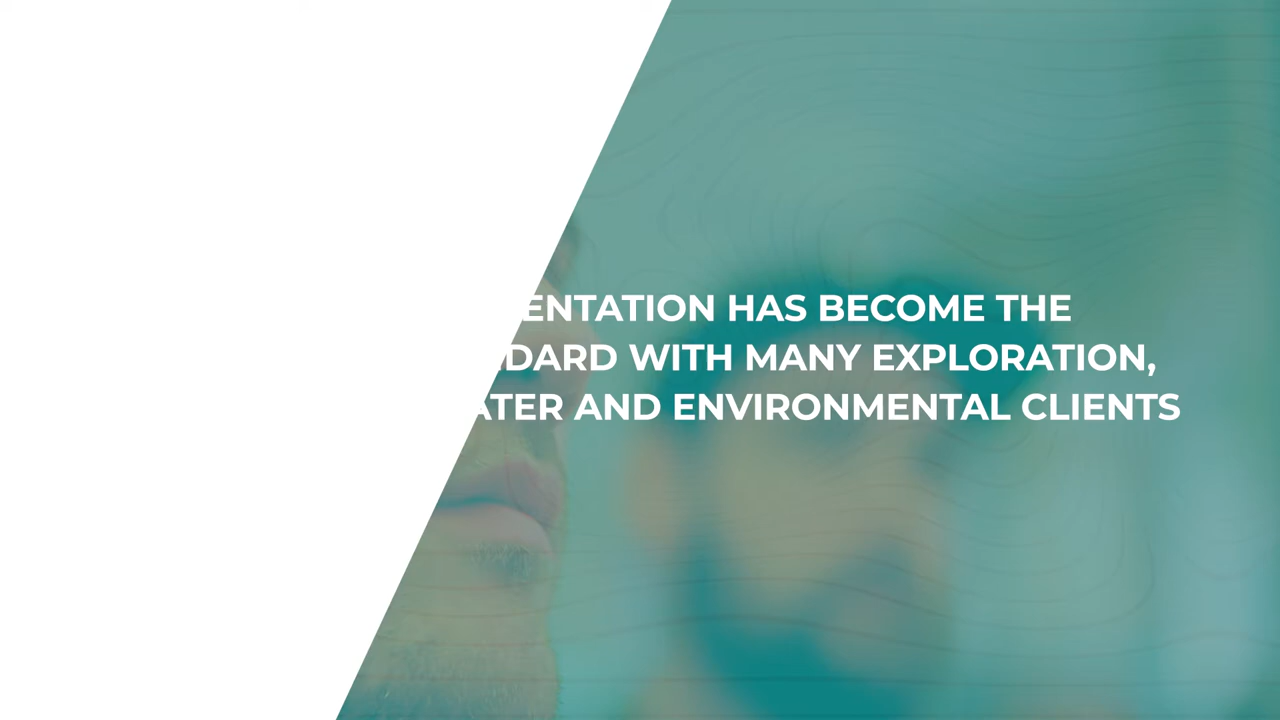 ENTATION HAS BECOME THE
DARD WITH MANY EXPLORATION,
ATER AND ENVIRONMENTAL CLIENTS